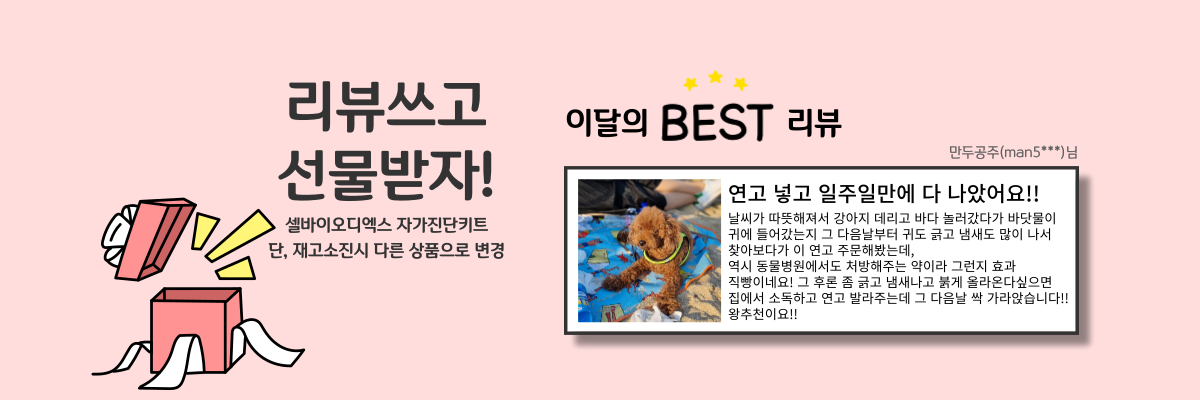 리뷰쓰고
선물받자!
셀바이오디엑스 자가진단키트
단, 재고소진시 다른 상품으로 변경
이달의 BEST 리뷰
만두공주(man5***)님
연고 넣고 일주일만에 다 나았어요!!
날씨가 따뜻해져서 강아지 데리고 바다 놀러갔다가 바닷물이
귀에 들어갔는지 그 다음날부터 귀도 긁고 냄새도 많이 나서
찾아보다가 이 연고 주문해봤는데,
역시 동물병원에서도 처방해주는 약이라 그런지 효과
직빵이네요! 그 후론 좀 긁고 냄새나고 붉게 올라온다싶으면
집에서 소독하고 연고 발라주는데 그 다음날 싹 가라앉습니다!!
왕추천이요!!